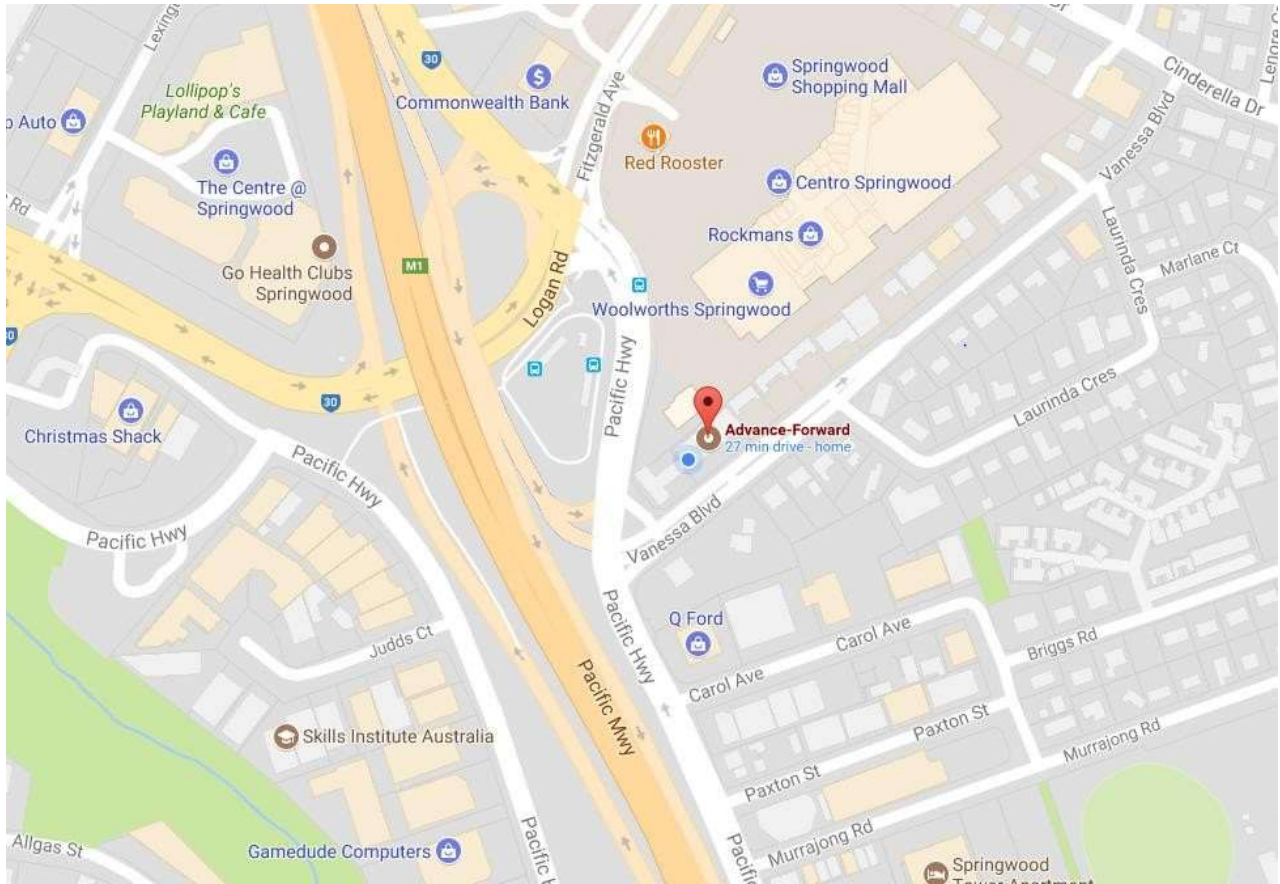 Lexing
30
Commonwealth Bank
Fitzgerald Ave
Springwood
Shopping Mall
Cinderella Dr
Lenore C
Dr
Lollipop's
Playland & Cafe
Auto
Red Rooster
Vanessa Blvd
The Centre @
Springwood
Centro Springwood
Rd
Rockmans
Laurinda Cres
Marlane Ct
Go Health Clubs
Springwood
M1
Logan Rd
Woolworths Springwood
30
Pacific Hwy
Laurinda Cres
Christmas Shack
Advance-Forward
27 min drive - home
Pacific Hwy
Pacific Hwy
Vanessa Blvd
Pacific Hwy
Q Ford
Judds Ct
Carol Ave
Briggs Rd
Carol Ave
Pacific Mwy
Skills Institute Australia
Paxton St
Murrajong Rd
Paxton St
Allgas St
Gamedude Computers
Pacific
Pacific
Murrajong Rd
Springwood
Tower Apartment